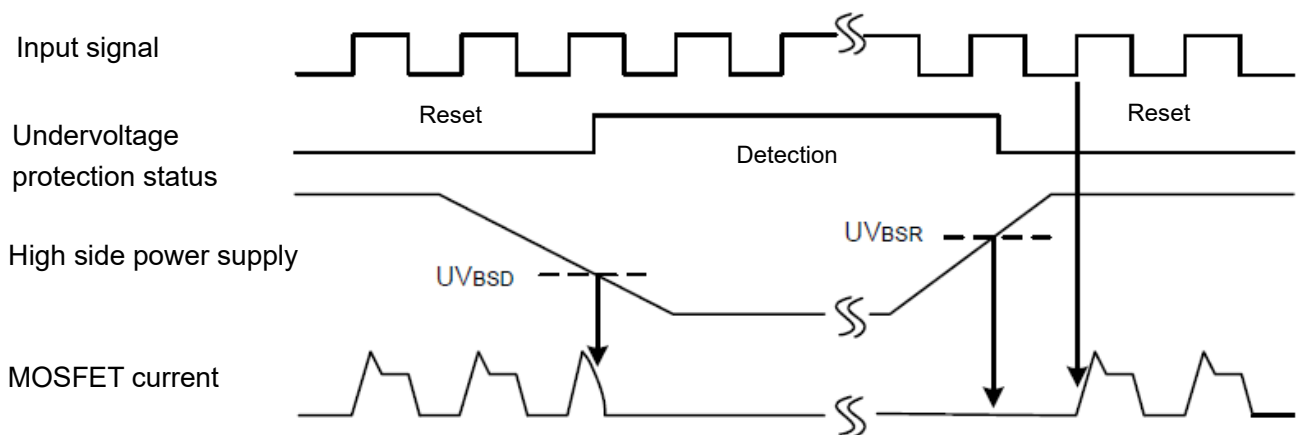 Input signal
Reset
Reset
Undervoltage
protection status
Detection
High side power supply
UVBSR
UVBSD
MOSFET current